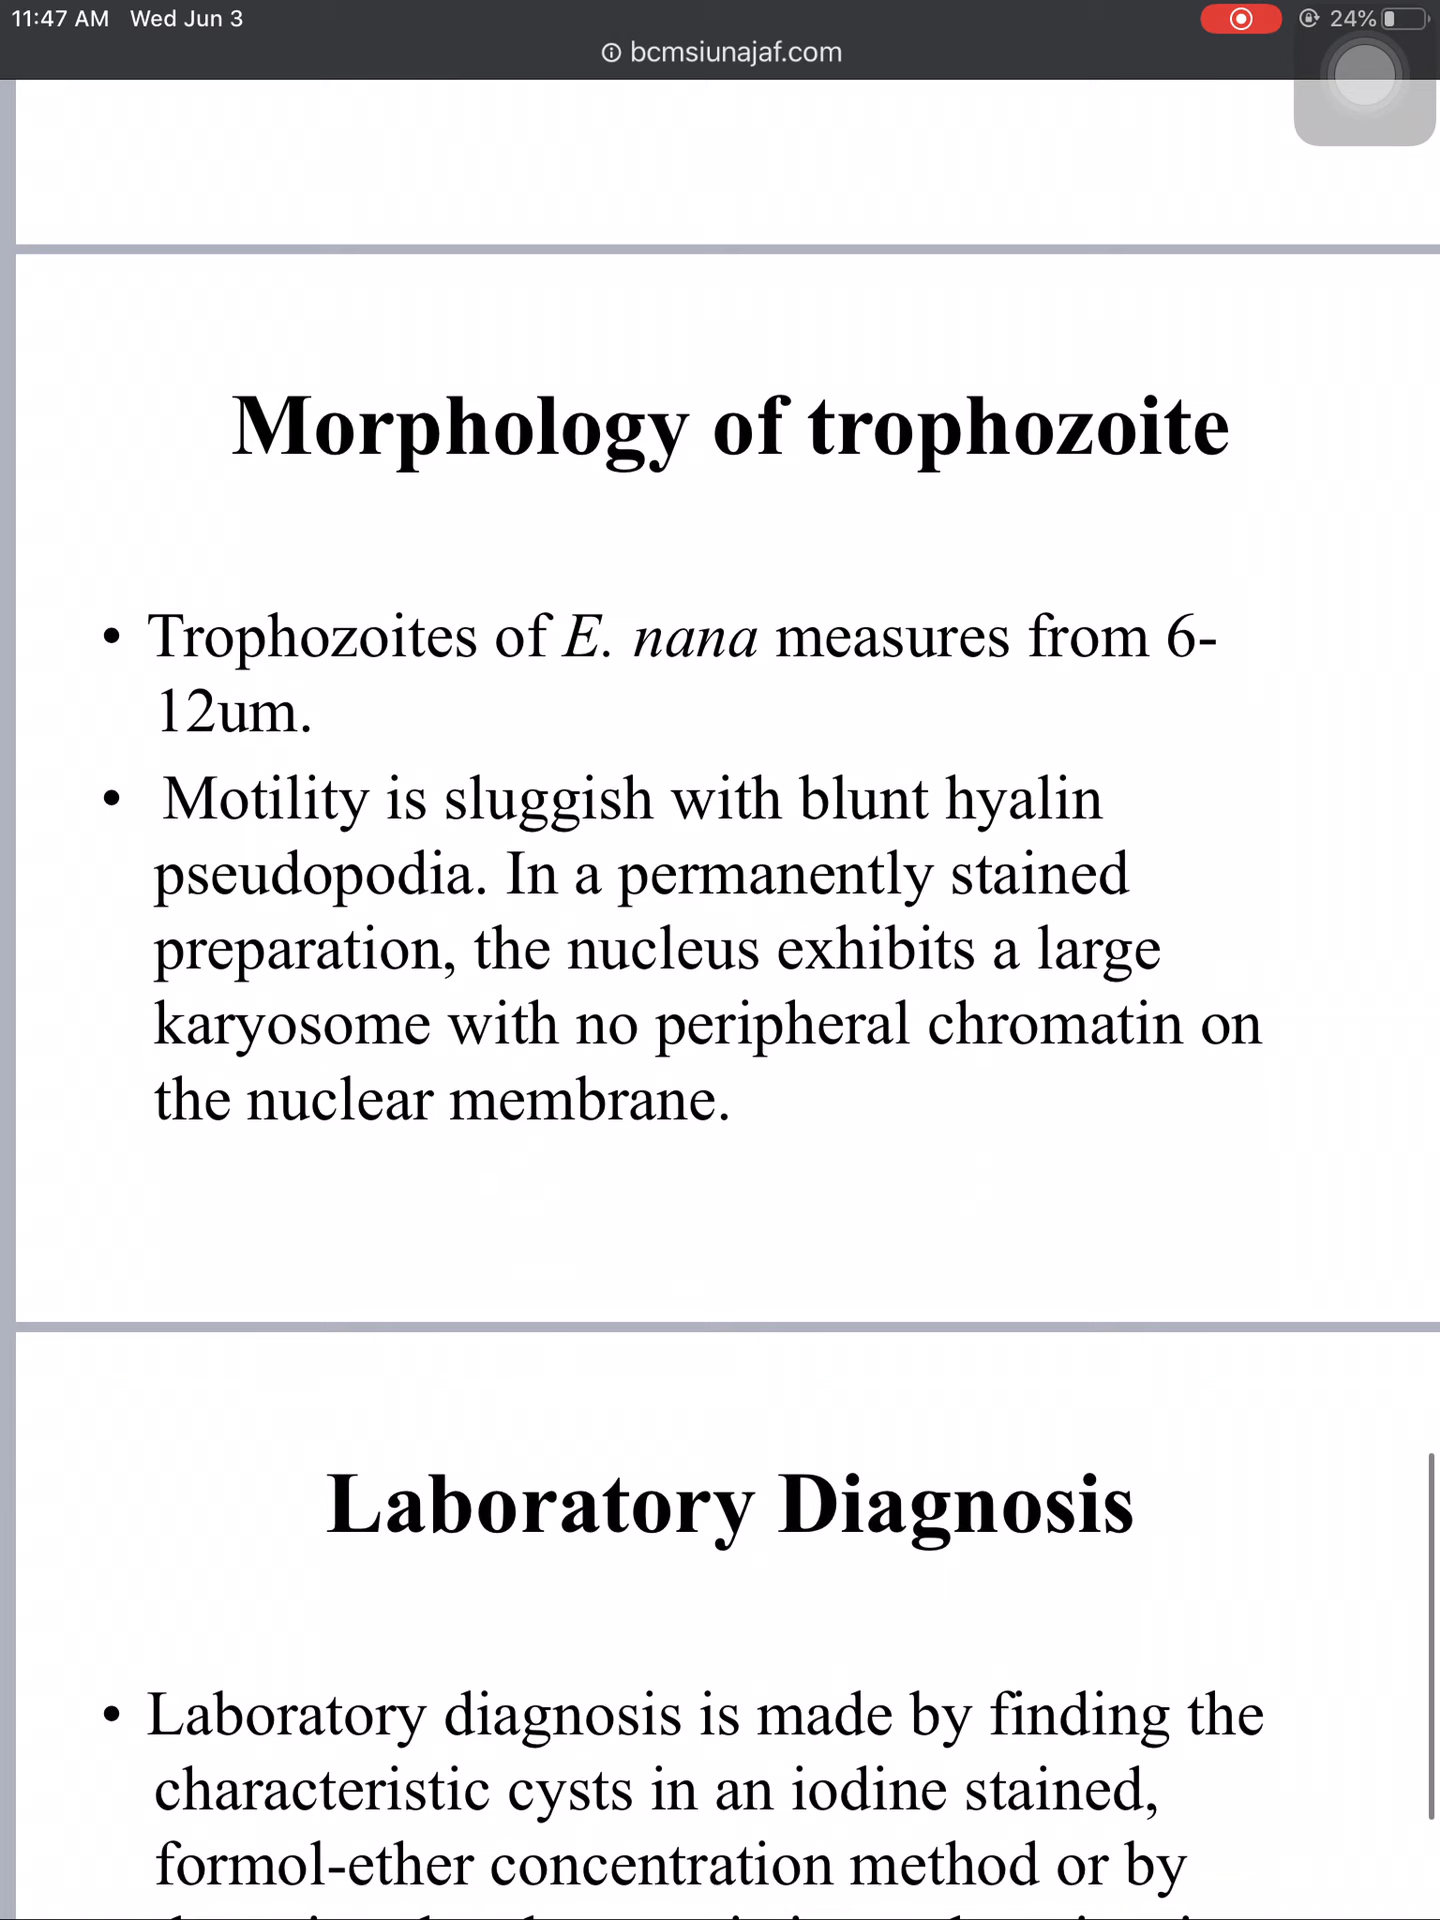 11:47 AM Wed Jun 3
24%
bcmsiunajaf.com
Morphology of trophozoite
• Trophozoites of E. nana measures from 6-
12um.
• Motility is sluggish with blunt hyalin
pseudopodia. In a permanently stained
preparation, the nucleus exhibits a large
karyosome with no peripheral chromatin on
the nuclear membrane.
Laboratory Diagnosis
• Laboratory diagnosis is made by finding the
characteristic cysts in an iodine stained,
formol-ether concentration method or by